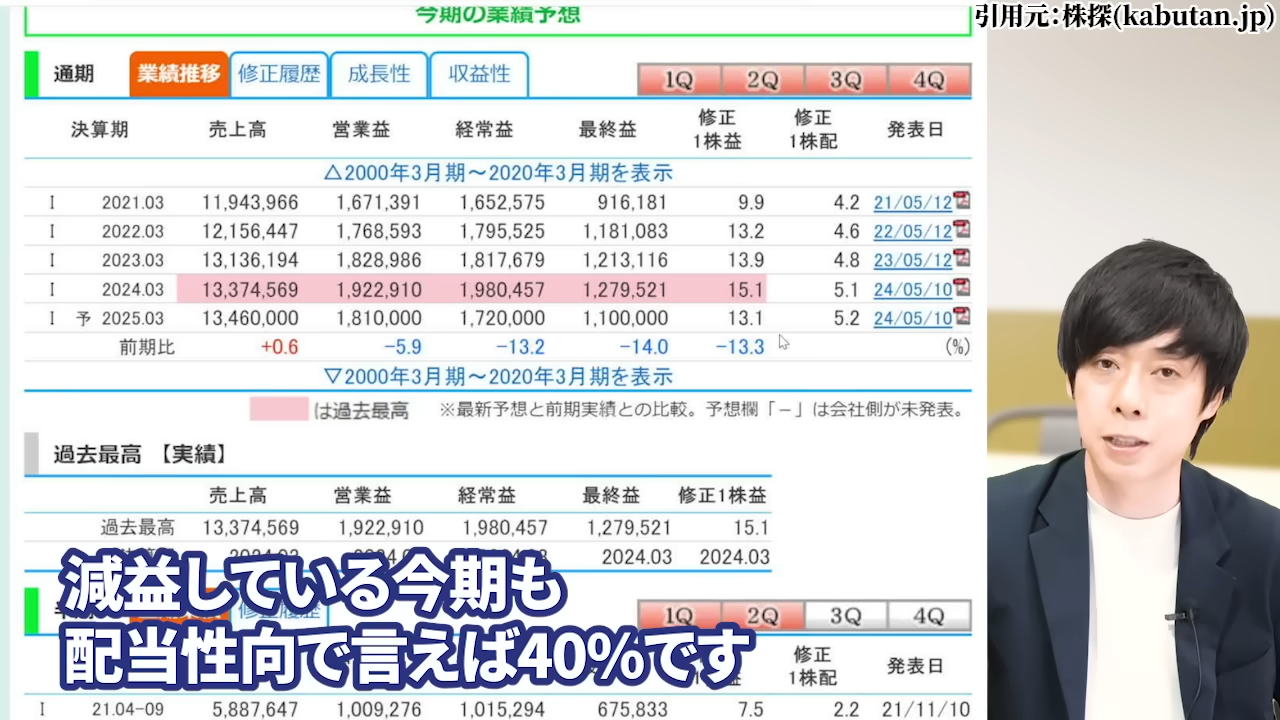 今期の業績予想
引用元:株探(kabutan.jp)
通期 業績推移 修正履歴 成長性 収益性 1Q 2Q 3Q 4Q
決算期 売上高 営業益 経常益 最終益 修正1株益 修正1株配 発表日
△2000年3月期~2020年3月期を表示
I 2021.03 11,943,966 1,671,391 1,652,575 916,181 9.9 4.2 21/05/12
I 2022.03 12,156,447 1,768,593 1,795,525 1,181,083 13.2 4.6 22/05/12
I 2023.03 13,136,194 1,828,986 1,817,679 1,213,116 13.9 4.8 23/05/12
I 2024.03 13,374,569 1,922,910 1,980,457 1,279,521 15.1 5.1 24/05/10
I 予 2025.03 13,460,000 1,810,000 1,720,000 1,100,000 13.1 5.2 24/05/10
前期比 +0.6 −5.9 −13.2 −14.0 −13.3 (%)
▽2000年3月期~2020年3月期を表示
は過去最高 ※最新予想と前期実績との比較。予想欄「-」は会社側が未発表。
過去最高 【実績】
売上高 営業益 経常益 最終益 修正1株益
過去最高 13,374,569 1,922,910 1,980,457 1,279,521 15.1
2024.03 2024.03
減益している今期も
配当性向で言えば40%です
修正履歴 1Q 2Q 3Q 4Q
修正1株配 発表日
I 21.04-09 5,887,647 1,009,276 1,015,294 675,833 7.5 2.2 21/11/10